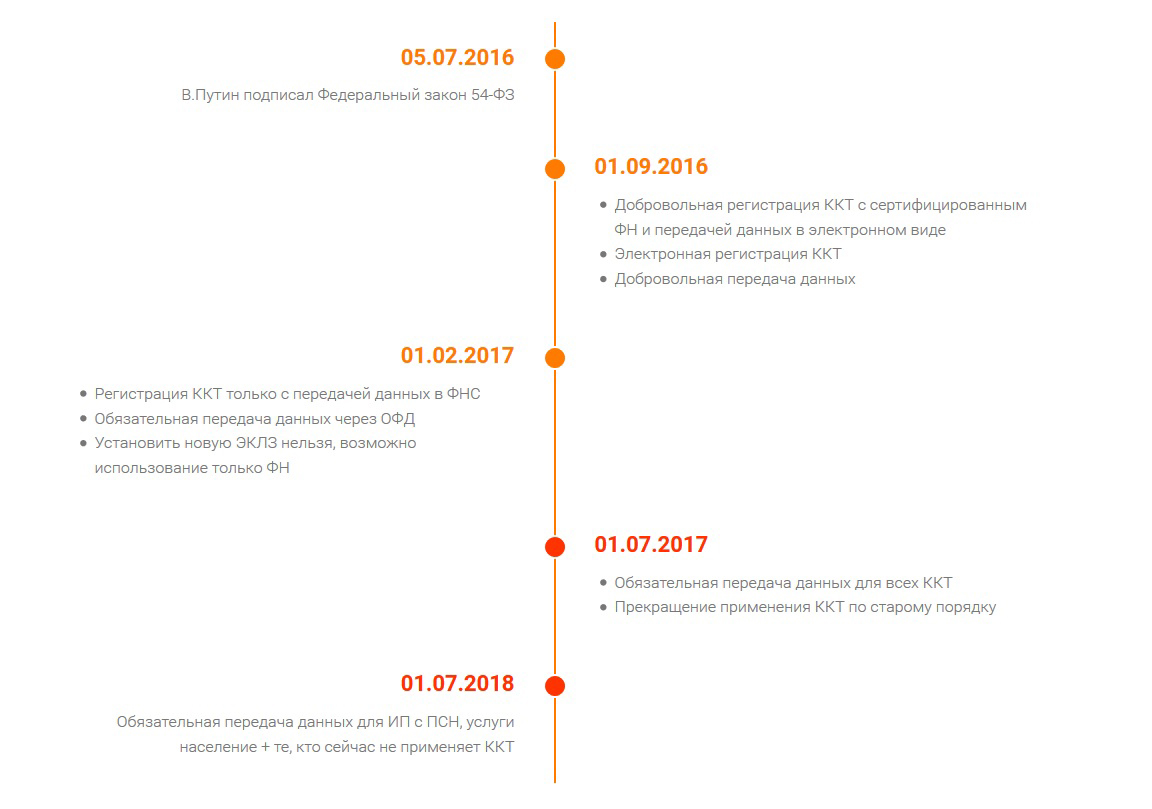 05.07.2016
В.Путин подписал Федеральный закон 54-ФЗ
01.09.2016
Добровольная регистрация ККТ с сертифицированным
ФН и передачей данных в электронном виде
Электронная регистрация ККТ
Добровольная передача данных
01.02.2017
Регистрация ККТ только с передачей данных в ФНС
Обязательная передача данных через ОФД
Установить новую ЭКЛЗ нельзя, возможно
использование только ФН
01.07.2017
Обязательная передача данных для всех ККТ
Прекращение применения ККТ по старому порядку
01.07.2018
Обязательная передача данных для ИП с ПСН, услуги
население + те, кто сейчас не применяет ККТ